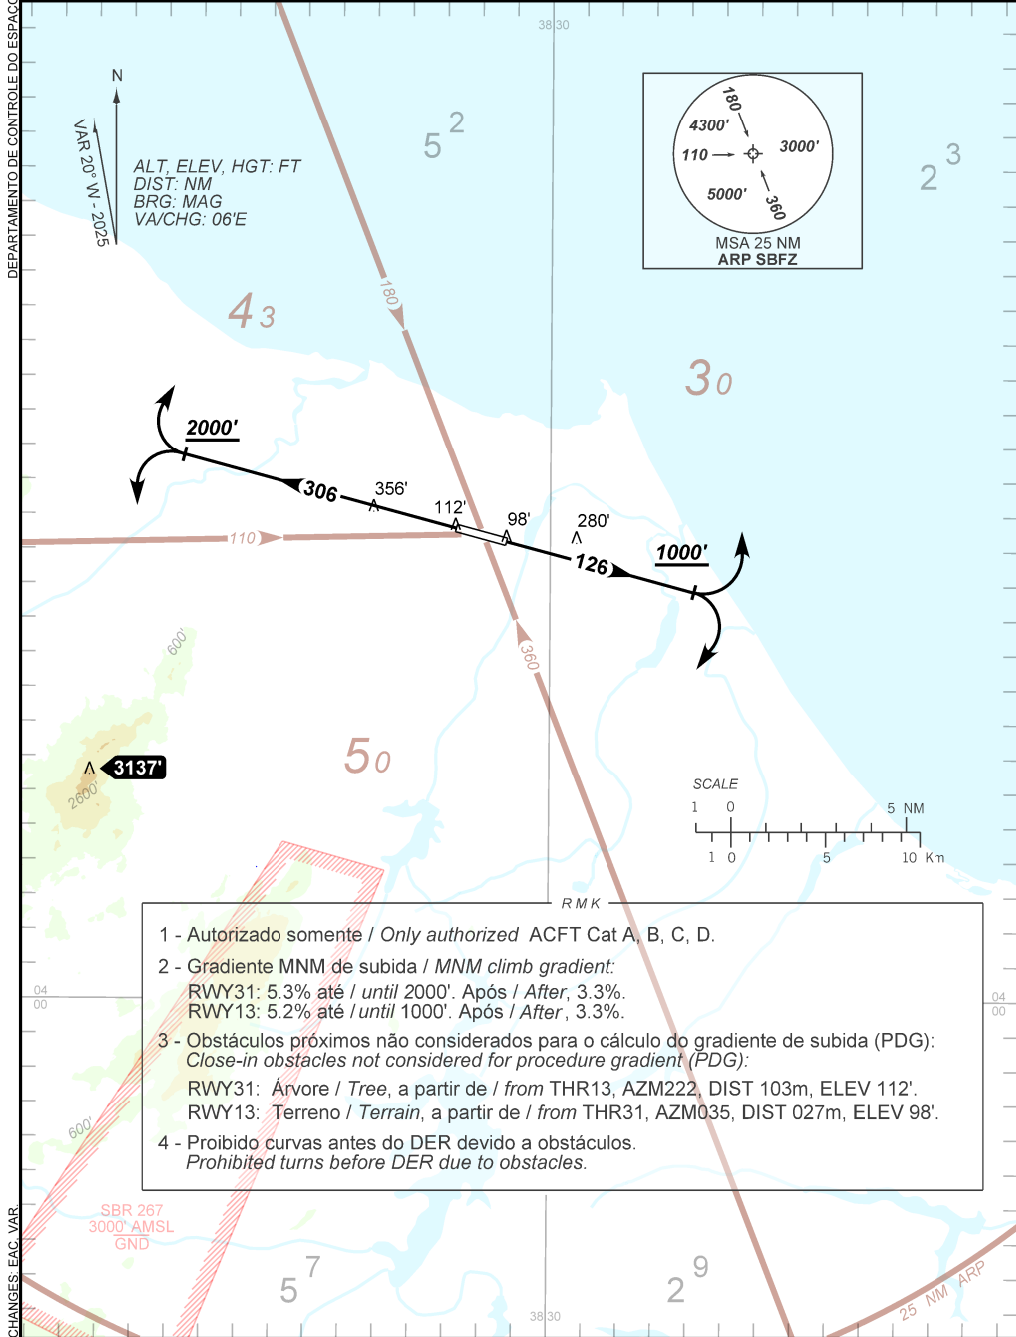 DEPARTAMENTO DE CONTROLE DO ESPAÇO
38 30
N
VAR 20° W - 2025
ALT, ELEV, HGT: FT
DIST: NM
BRG: MAG
VA/CHG: 06'E
5 2
2 3
180
4300'
3000'
110
5000'
360
MSA 25 NM
ARP SBFZ
180
4 3
3 0
2000'
306
356'
112'
98'
280'
110
126
1000'
360
600'
5 0
3137'
2600'
SCALE
1 0 5 NM
1 0 5 10 Km
RMK
1 - Autorizado somente / Only authorized ACFT Cat A, B, C, D.
2 - Gradiente MNM de subida / MNM climb gradient:
RWY31: 5.3% até / until 2000'. Após / After, 3.3%.
RWY13: 5.2% até / until 1000'. Após / After, 3.3%.
3 - Obstáculos próximos não considerados para o cálculo do gradiente de subida (PDG):
Close-in obstacles not considered for procedure gradient (PDG):
RWY31: Árvore / Tree, a partir de / from THR13, AZM222, DIST 103m, ELEV 112'.
RWY13: Terreno / Terrain, a partir de / from THR31, AZM035, DIST 027m, ELEV 98'.
4 - Proibido curvas antes do DER devido a obstáculos.
Prohibited turns before DER due to obstacles.
04
00
04
00
600'
SBR 267
3000' AMSL
GND
5 7
2 9
38 30
25 NM ARP
CHANGES: EAC, VAR.